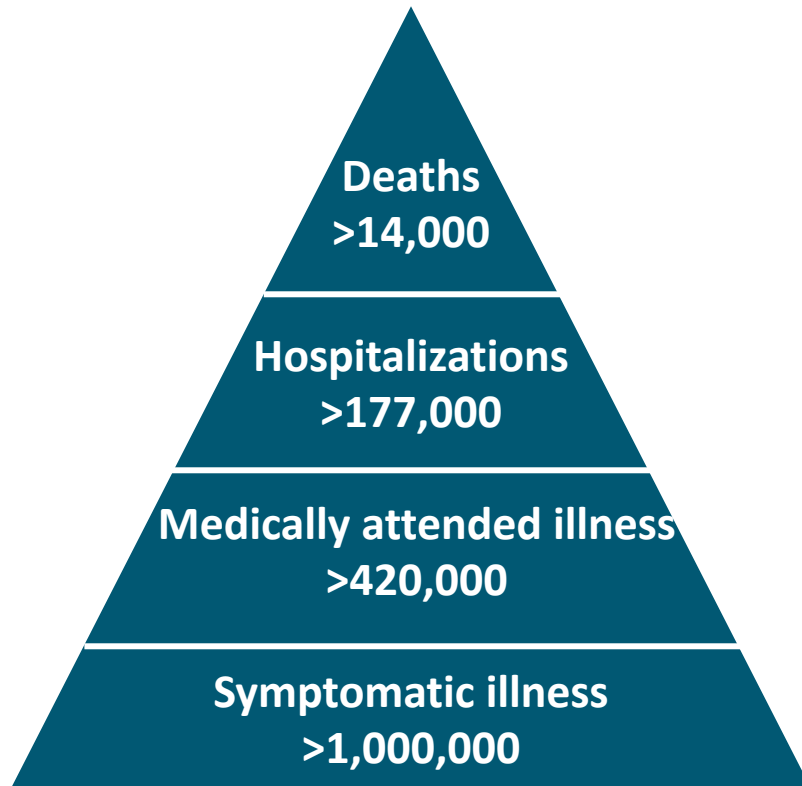 Deaths
>14,000
Hospitalizations
>177,000
Medically attended illness
>420,000
Symptomatic illness
>1,000,000